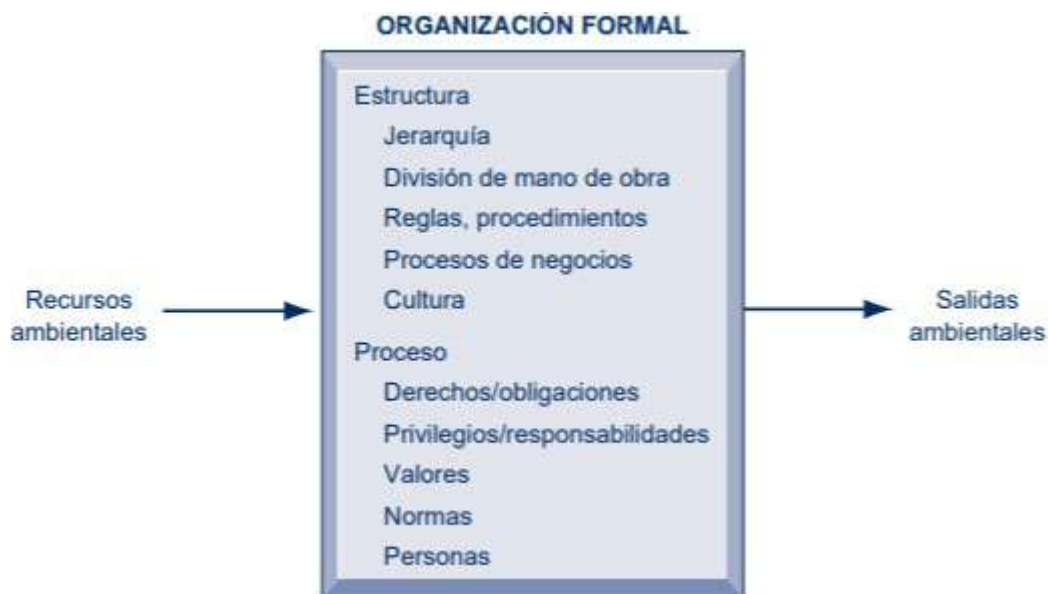 ORGANIZACIÓN FORMAL
Estructura
Jerarquía
División de mano de obra
Reglas, procedimientos
Procesos de negocios
Cultura
Proceso
Derechos/obligaciones
Privilegios/responsabilidades
Valores
Normas
Personas
Recursos
ambientales
Salidas
ambientales